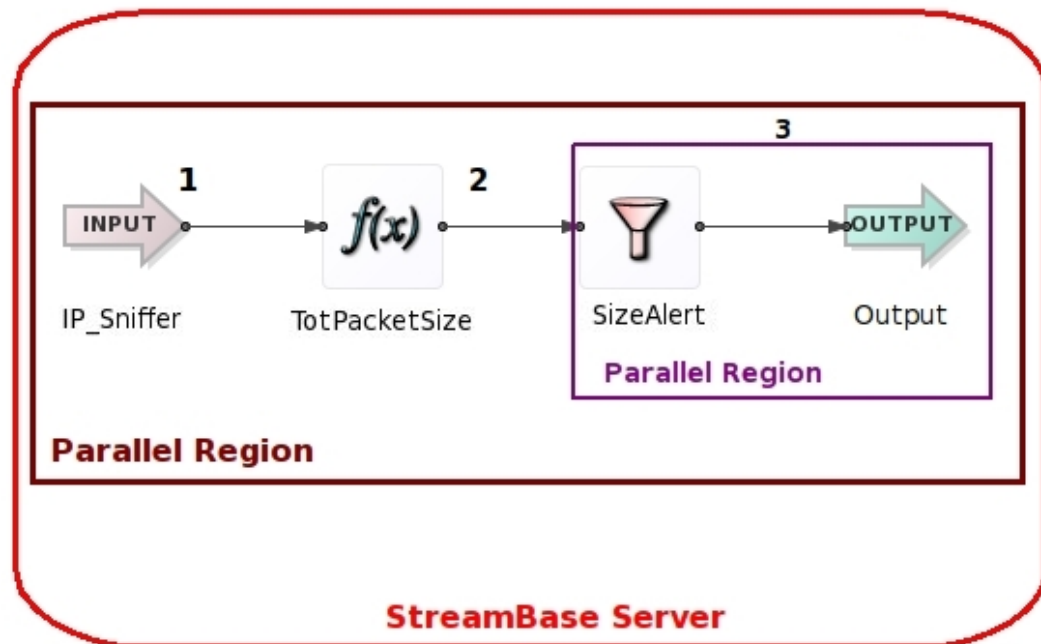 3
1
2
INPUT
f(x)
OUTPUT
IP_Sniffer
TotPacketSize
SizeAlert
Output
Parallel Region
Parallel Region
StreamBase Server